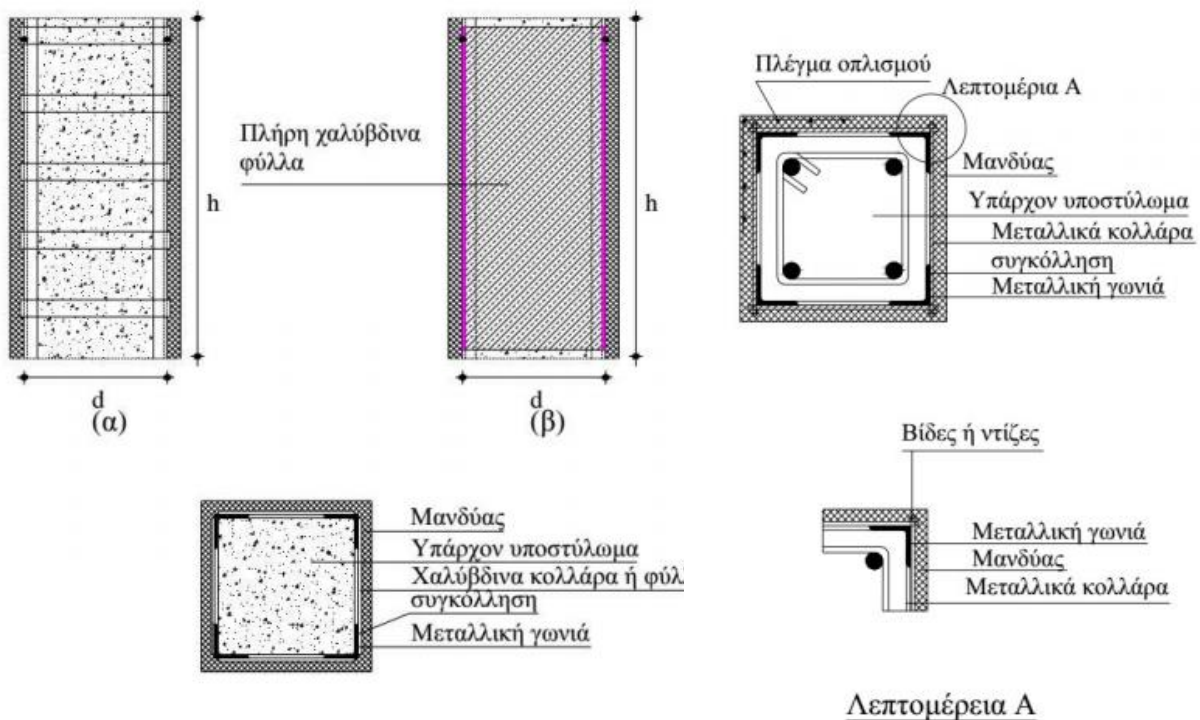 Πλήρη χαλύβδινα
φύλλα
h
d
(α)
h
d
(β)
Πλέγμα οπλισμού
Λεπτομέρια Α
Μανδύας
Υπάρχον υποστύλωμα
Μεταλλικά κολλάρα
συγκόλληση
Μεταλλική γωνιά
Μανδύας
Υπάρχον υποστύλωμα
Χαλύβδινα κολλάρα ή φύλ
συγκόλληση
Μεταλλική γωνιά
Βίδες ή ντίζες
Μεταλλική γωνιά
Μανδύας
Μεταλλικά κολλάρα
Λεπτομέρεια Α